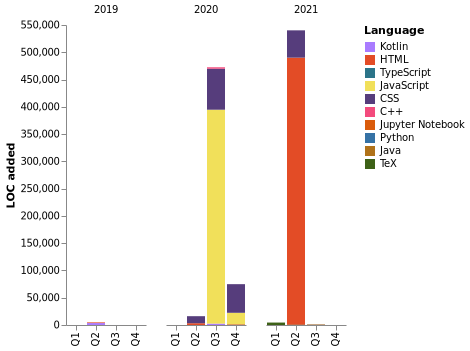 2019 2020 2021
550,000
500,000
450,000
400,000
350,000
300,000
250,000
200,000
150,000
100,000
50,000
0
LOC added
Q1 Q2 Q3 Q4 Q1 Q2 Q3 Q4 Q1 Q2 Q3 Q4
Language
Kotlin
HTML
TypeScript
JavaScript
CSS
C++
Jupyter Notebook
Python
Java
TeX